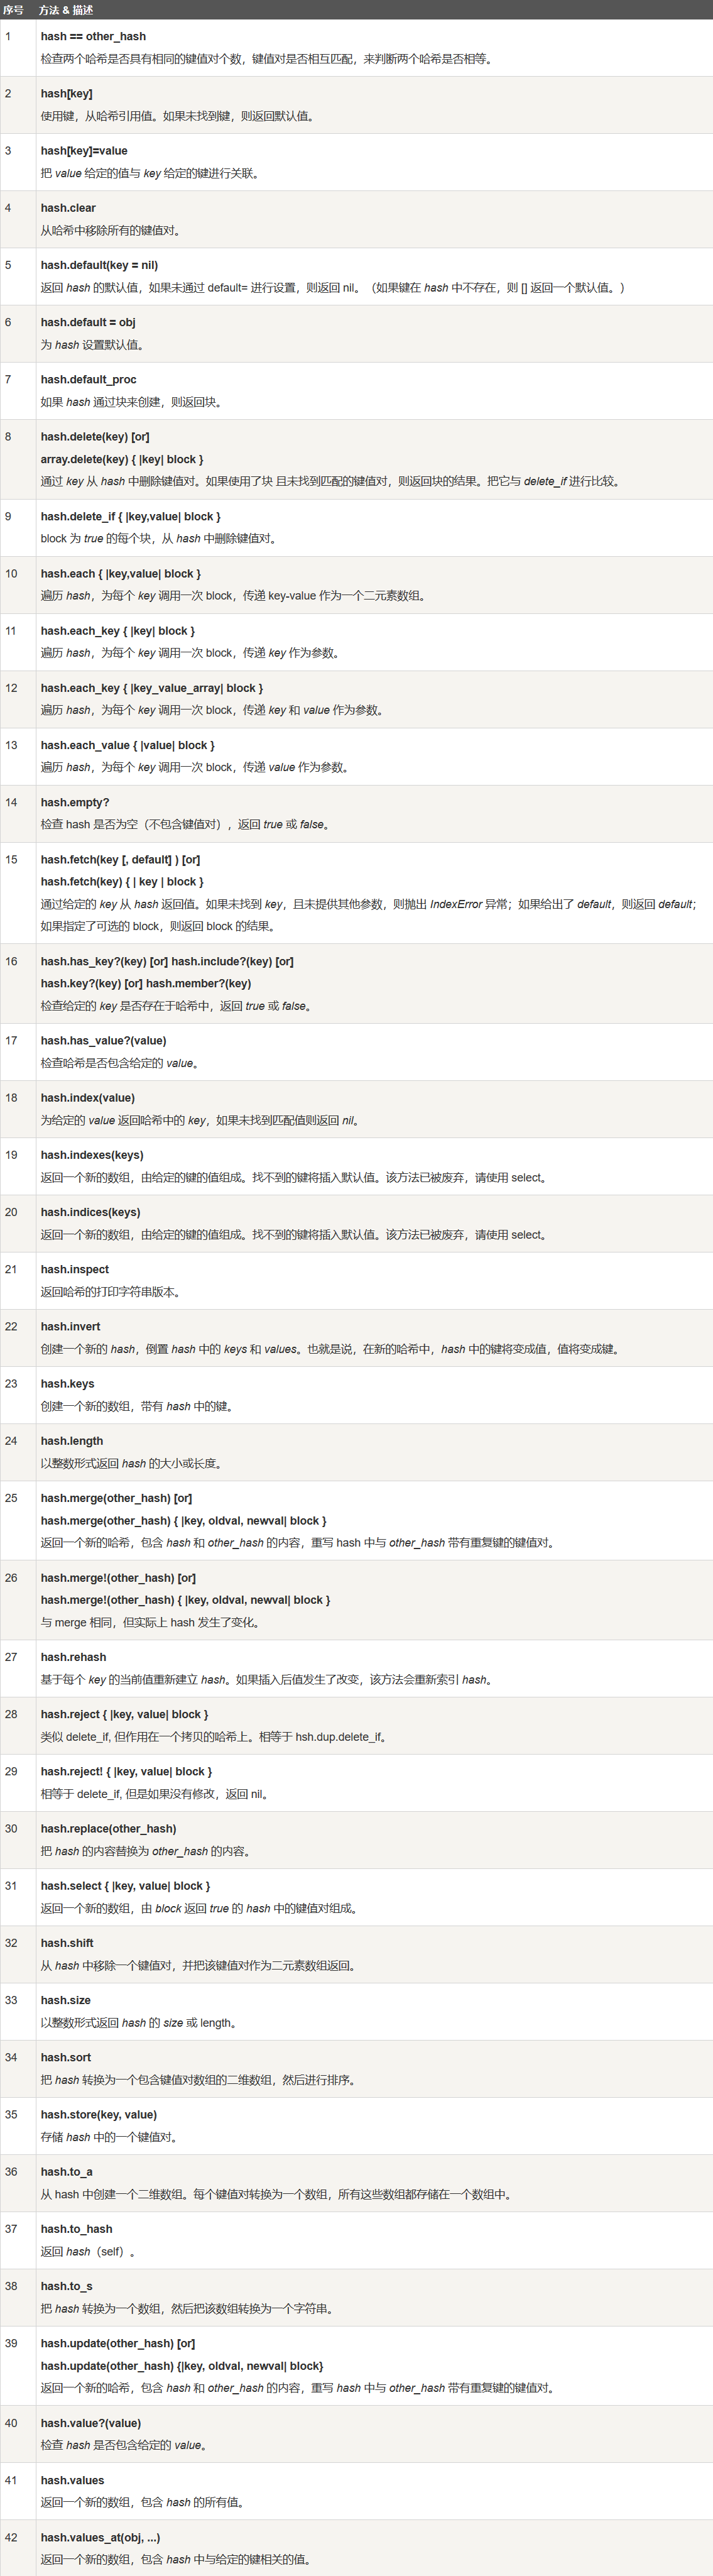 序号 方法 & 描述
1 hash == other_hash
检查两个哈希是否具有相同的键值对个数，键值对是否相互匹配，来判断两个哈希是否相等。
2 hash[key]
使用键，从哈希引用值。如果未找到键，则返回默认值。
3 hash[key]=value
把 value 给定的值与 key 给定的键进行关联。
4 hash.clear
从哈希中移除所有的键值对。
5 hash.default(key = nil)
返回 hash 的默认值，如果未通过 default= 进行设置，则返回 nil。（如果键在 hash 中不存在，则 [] 返回一个默认值。）
6 hash.default = obj
为 hash 设置默认值。
7 hash.default_proc
如果 hash 通过块来创建，则返回块。
8 hash.delete(key) [or]
array.delete(key) { |key| block }
通过 key 从 hash 中删除键值对。如果使用了块 且未找到匹配的键值对，则返回块的结果。把它与 delete_if 进行比较。
9 hash.delete_if { |key,value| block }
block 为 true 的每个块，从 hash 中删除键值对。
10 hash.each { |key,value| block }
遍历 hash，为每个 key 调用一次 block，传递 key-value 作为一个二元素数组。
11 hash.each_key { |key| block }
遍历 hash，为每个 key 调用一次 block，传递 key 作为参数。
12 hash.each_key { |key_value_array| block }
遍历 hash，为每个 key 调用一次 block，传递 key 和 value 作为参数。
13 hash.each_value { |value| block }
遍历 hash，为每个 key 调用一次 block，传递 value 作为参数。
14 hash.empty?
检查 hash 是否为空（不包含键值对），返回 true 或 false。
15 hash.fetch(key [, default] ) [or]
hash.fetch(key) { | key | block }
通过给定的 key 从 hash 返回值。如果未找到 key，且未提供其他参数，则抛出 IndexError 异常；如果给出了 default，则返回 default；
如果指定了可选的 block，则返回 block 的结果。
16 hash.has_key?(key) [or] hash.include?(key) [or]
hash.key?(key) [or] hash.member?(key)
检查给定的 key 是否存在于哈希中，返回 true 或 false。
17 hash.has_value?(value)
检查哈希是否包含给定的 value。
18 hash.index(value)
为给定的 value 返回哈希中的 key，如果未找到匹配值则返回 nil。
19 hash.indexes(keys)
返回一个新的数组，由给定的键的值组成。找不到的键将插入默认值。该方法已被废弃，请使用 select。
20 hash.indices(keys)
返回一个新的数组，由给定的键的值组成。找不到的键将插入默认值。该方法已被废弃，请使用 select。
21 hash.inspect
返回哈希的打印字符串版本。
22 hash.invert
创建一个新的 hash，倒置 hash 中的 keys 和 values。也就是说，在新的哈希中，hash 中的键将变成值，值将变成键。
23 hash.keys
创建一个新的数组，带有 hash 中的键。
24 hash.length
以整数形式返回 hash 的大小或长度。
25 hash.merge(other_hash) [or]
hash.merge(other_hash) { |key, oldval, newval| block }
返回一个新的哈希，包含 hash 和 other_hash 的内容，重写 hash 中与 other_hash 带有重复键的键值对。
26 hash.merge!(other_hash) [or]
hash.merge!(other_hash) { |key, oldval, newval| block }
与 merge 相同，但实际上 hash 发生了变化。
27 hash.rehash
基于每个 key 的当前值重新建立 hash。如果插入后值发生了改变，该方法会重新索引 hash。
28 hash.reject { |key, value| block }
类似 delete_if, 但作用在一个拷贝的哈希上。相等于 hsh.dup.delete_if。
29 hash.reject! { |key, value| block }
相等于 delete_if, 但是如果没有修改，返回 nil。
30 hash.replace(other_hash)
把 hash 的内容替换为 other_hash 的内容。
31 hash.select { |key, value| block }
返回一个新的数组，由 block 返回 true 的 hash 中的键值对组成。
32 hash.shift
从 hash 中移除一个键值对，并把该键值对作为二元素数组返回。
33 hash.size
以整数形式返回 hash 的 size 或 length。
34 hash.sort
把 hash 转换为一个包含键值对数组的二维数组，然后进行排序。
35 hash.store(key, value)
存储 hash 中的一个键值对。
36 hash.to_a
从 hash 中创建一个二维数组。每个键值对转换为一个数组，所有这些数组都存储在一个数组中。
37 hash.to_hash
返回 hash（self）。
38 hash.to_s
把 hash 转换为一个数组，然后把该数组转换为一个字符串。
39 hash.update(other_hash) [or]
hash.update(other_hash) {|key, oldval, newval| block}
返回一个新的哈希，包含 hash 和 other_hash 的内容，重写 hash 中与 other_hash 带有重复键的键值对。
40 hash.value?(value)
检查 hash 是否包含给定的 value。
41 hash.values
返回一个新的数组，包含 hash 的所有值。
42 hash.values_at(obj, ...)
返回一个新的数组，包含 hash 中与给定的键相关的值。